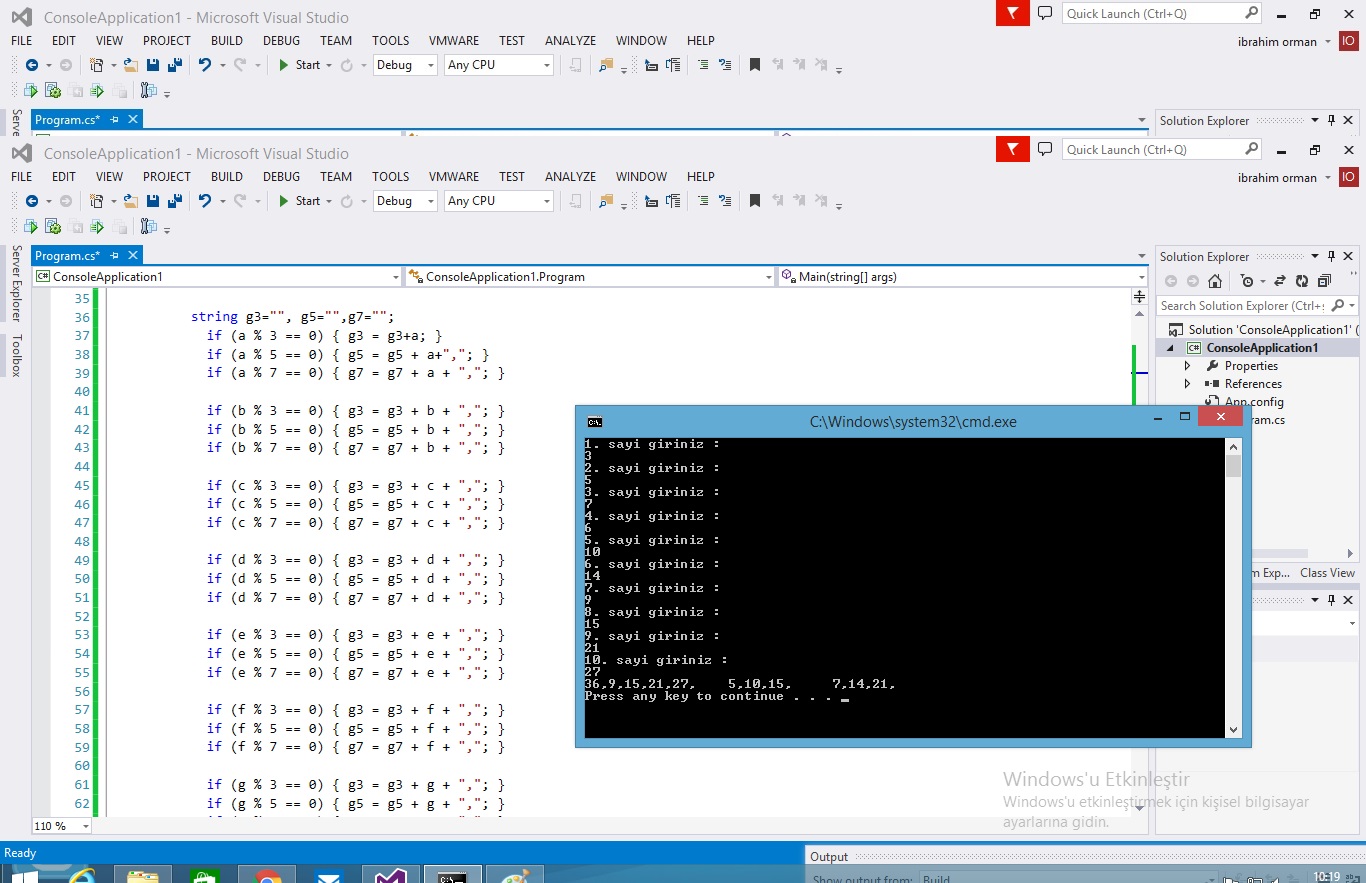 ConsoleApplication1 - Microsoft Visual Studio
Quick Launch (Ctrl+Q)
FILE EDIT VIEW PROJECT BUILD DEBUG TEAM TOOLS VMWARE TEST ANALYZE WINDOW HELP
ibrahim orman IO
Start Debug Any CPU
Program.cs*
Solution Explorer
ConsoleApplication1 - Microsoft Visual Studio
Quick Launch (Ctrl+Q)
FILE EDIT VIEW PROJECT BUILD DEBUG TEAM TOOLS VMWARE TEST ANALYZE WINDOW HELP
ibrahim orman IO
Start Debug Any CPU
Server Explorer
Toolbox
Program.cs*
ConsoleApplication1
ConsoleApplication1.Program
Main(string[] args)
35
36 string g3="", g5="",g7="";
37 if (a % 3 == 0) { g3 = g3+a; }
38 if (a % 5 == 0) { g5 = g5 + a+","; }
39 if (a % 7 == 0) { g7 = g7 + a + ","; }
40
41 if (b % 3 == 0) { g3 = g3 + b + ","; }
42 if (b % 5 == 0) { g5 = g5 + b + ","; }
43 if (b % 7 == 0) { g7 = g7 + b + ","; }
44
45 if (c % 3 == 0) { g3 = g3 + c + ","; }
46 if (c % 5 == 0) { g5 = g5 + c + ","; }
47 if (c % 7 == 0) { g7 = g7 + c + ","; }
48
49 if (d % 3 == 0) { g3 = g3 + d + ","; }
50 if (d % 5 == 0) { g5 = g5 + d + ","; }
51 if (d % 7 == 0) { g7 = g7 + d + ","; }
52
53 if (e % 3 == 0) { g3 = g3 + e + ","; }
54 if (e % 5 == 0) { g5 = g5 + e + ","; }
55 if (e % 7 == 0) { g7 = g7 + e + ","; }
56
57 if (f % 3 == 0) { g3 = g3 + f + ","; }
58 if (f % 5 == 0) { g5 = g5 + f + ","; }
59 if (f % 7 == 0) { g7 = g7 + f + ","; }
60
61 if (g % 3 == 0) { g3 = g3 + g + ","; }
62 if (g % 5 == 0) { g5 = g5 + g + ","; }
110 %
Solution Explorer
Search Solution Explorer (Ctrl+;
Solution 'ConsoleApplication1' (
ConsoleApplication1
Properties
References
App.config
ram.cs
m Exp... Class View
C:\Windows\system32\cmd.exe
1. sayi giriniz :
3
2. sayi giriniz :
5
3. sayi giriniz :
7
4. sayi giriniz :
6
5. sayi giriniz :
10
6. sayi giriniz :
14
7. sayi giriniz :
9
8. sayi giriniz :
15
9. sayi giriniz :
21
10. sayi giriniz :
27
36,9,15,21,27, 5,10,15, 7,14,21,
Press any key to continue . . .
Windows'u Etkinleştir
Windows'u etkinleştirmek için kişisel bilgisayar
ayarlarına gidin.
Ready
Output
Show output from: Build
10:19